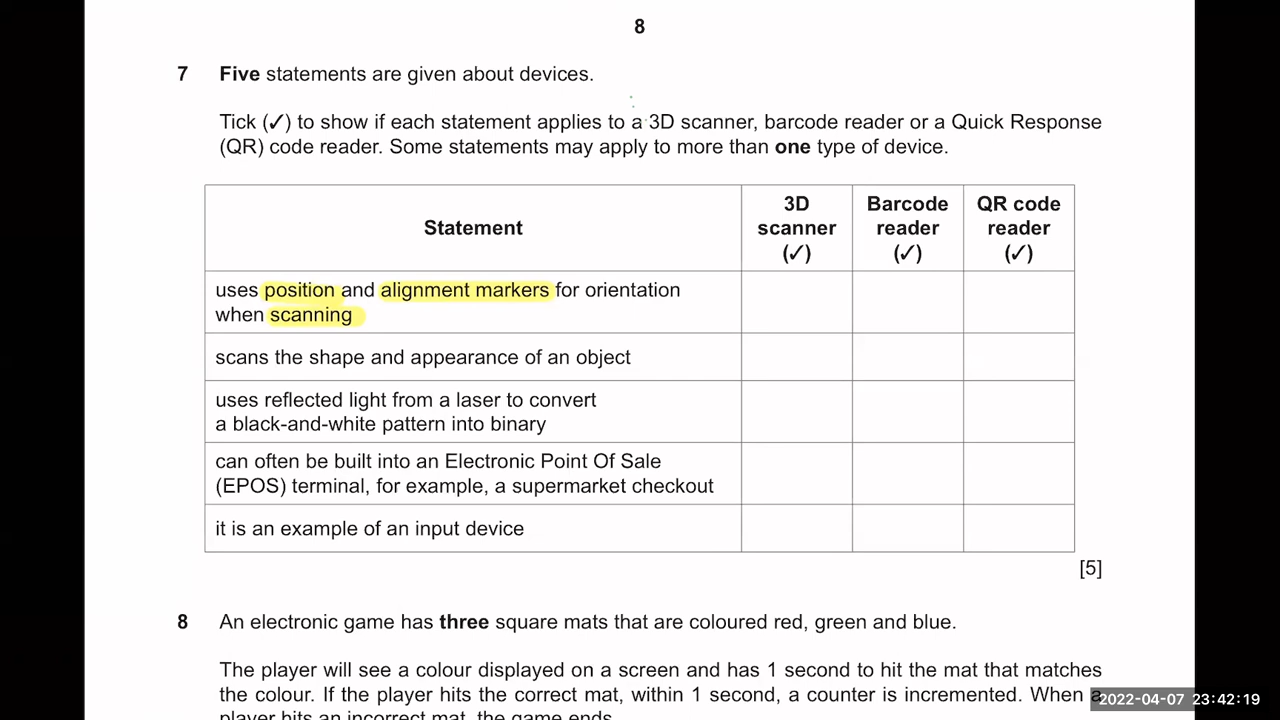 8
7 Five statements are given about devices.
Tick (✓) to show if each statement applies to a 3D scanner, barcode reader or a Quick Response
(QR) code reader. Some statements may apply to more than one type of device.
Statement
3D
scanner
(✓)
Barcode
reader
(✓)
QR code
reader
(✓)
uses position and alignment markers for orientation
when scanning
scans the shape and appearance of an object
uses reflected light from a laser to convert
a black-and-white pattern into binary
can often be built into an Electronic Point Of Sale
(EPOS) terminal, for example, a supermarket checkout
it is an example of an input device
[5]
8 An electronic game has three square mats that are coloured red, green and blue.
The player will see a colour displayed on a screen and has 1 second to hit the mat that matches
the colour. If the player hits the correct mat, within 1 second, a counter is incremented. When a
player hits an incorrect mat, the game ends.
2022-04-07 23:42:19